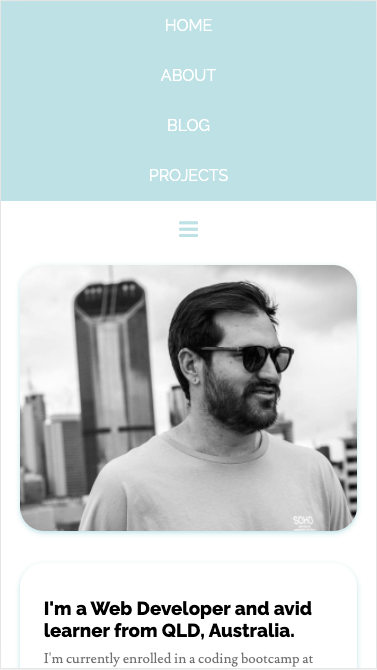 HOME
ABOUT
BLOG
PROJECTS
SOHO
I'm a Web Developer and avid
learner from QLD, Australia.
I'm currently enrolled in a coding bootcamp at